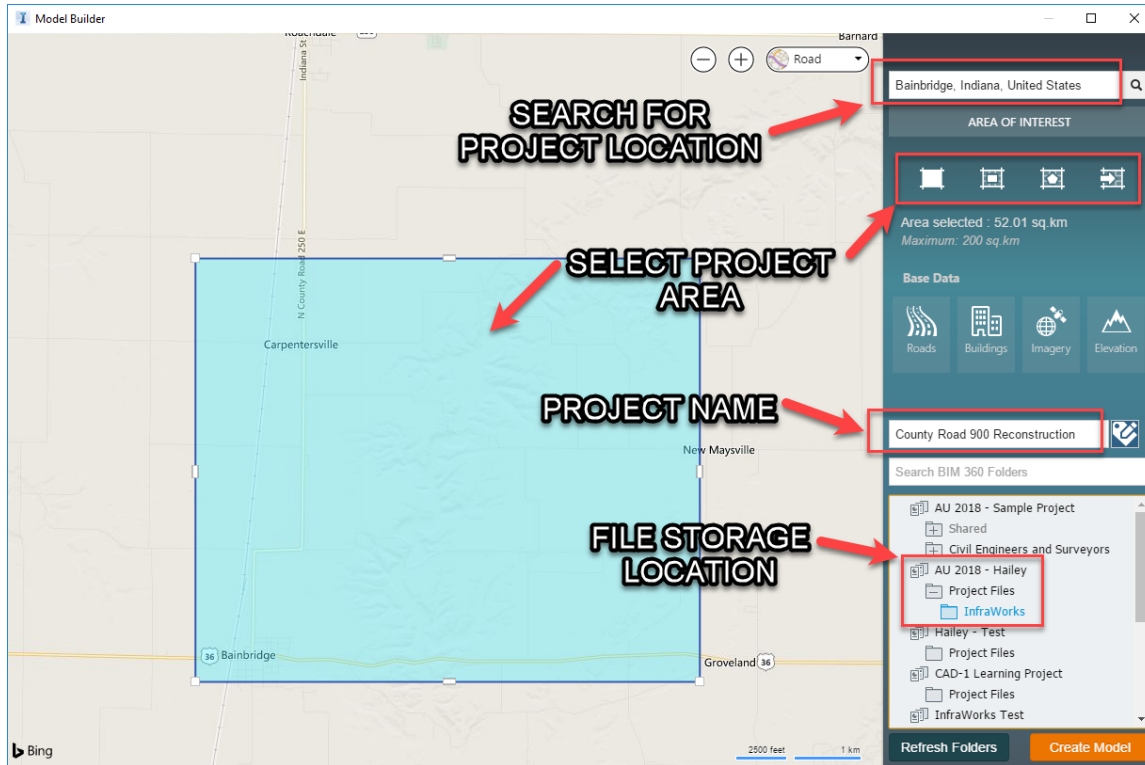 Model Builder
Roachdale
Barnard
Indiana St
Road
Bainbridge, Indiana, United States
SEARCH FOR
PROJECT LOCATION
AREA OF INTEREST
Area selected : 52.01 sq.km
Maximum: 200 sq.km
N County Road 250 E
SELECT PROJECT
AREA
Base Data
Roads
Buildings
Imagery
Elevation
Carpentersville
PROJECT NAME
County Road 900 Reconstruction
New Maysville
Search BIM 360 Folders
FILE STORAGE
LOCATION
AU 2018 - Sample Project
Shared
Civil Engineers and Surveyors
AU 2018 - Hailey
Project Files
InfraWorks
Hailey - Test
Project Files
CAD-1 Learning Project
Project Files
InfraWorks Test
36 Bainbridge
Groveland 36
Bing
2500 feet
1 km
Refresh Folders
Create Model